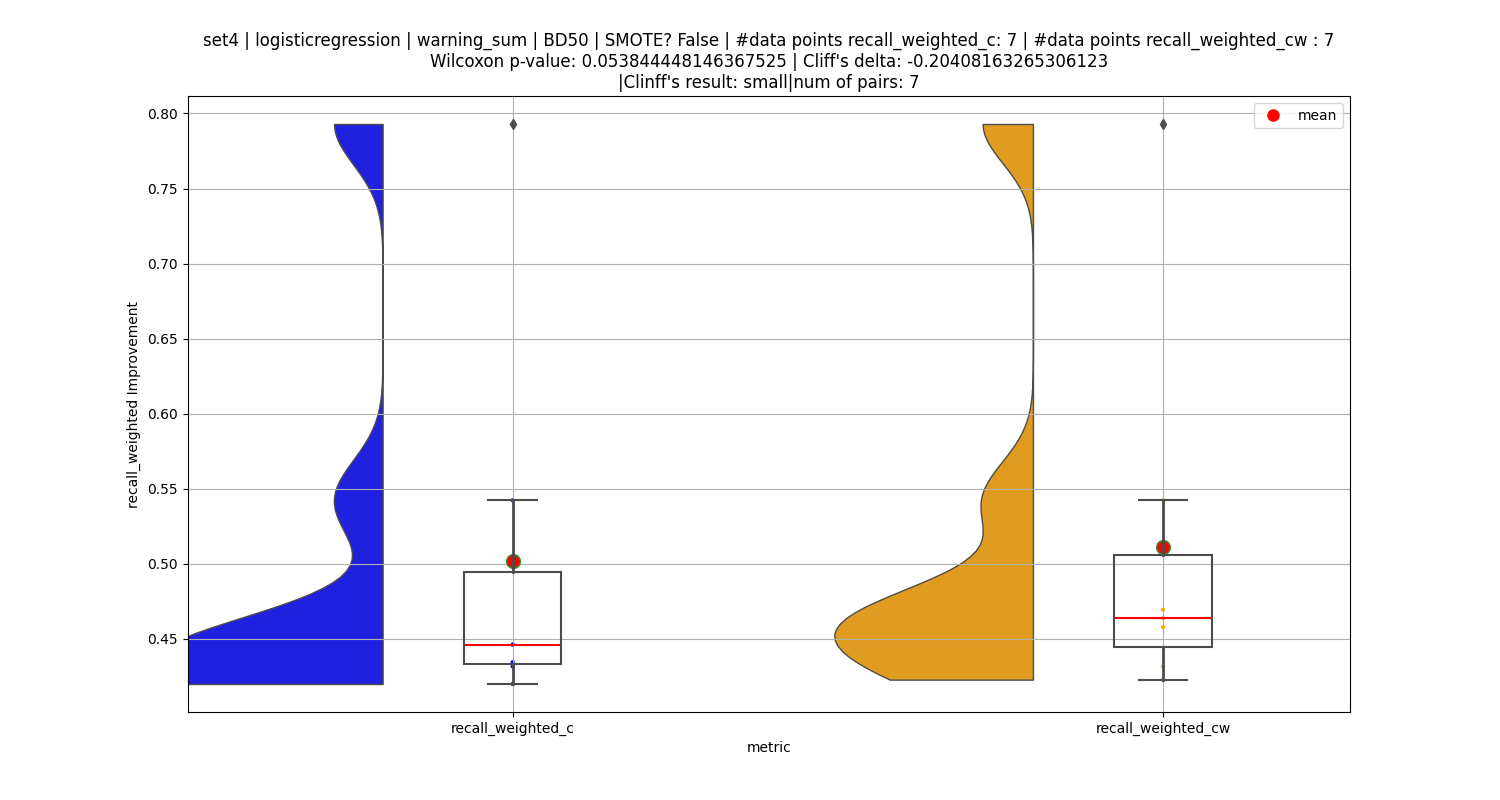 set4 | logisticregression | warning_sum | BD50 | SMOTE? False | #data points recall_weighted_c: 7 | #data points recall_weighted_cw : 7
Wilcoxon p-value: 0.053844448146367525 | Cliff's delta: -0.20408163265306123
|Clinff's result: small|num of pairs: 7
mean
0.80
0.75
0.70
0.65
0.60
0.55
0.50
0.45
recall_weighted Improvement
recall_weighted_c
recall_weighted_cw
metric